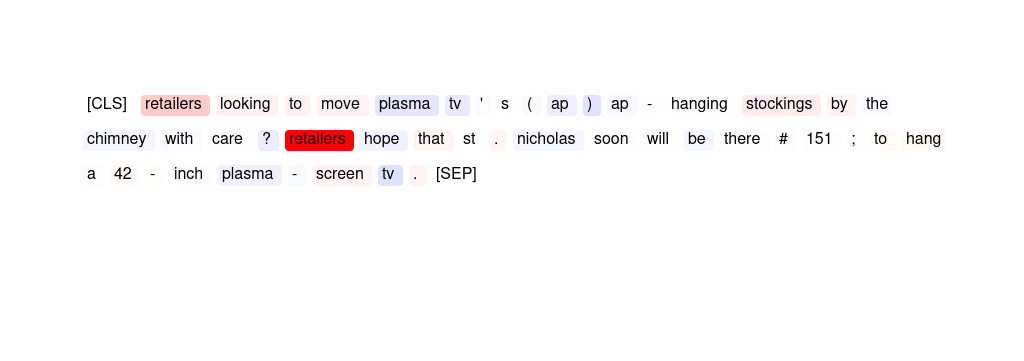 [CLS] retailers looking to move plasma tv ' s ( ap ) ap - hanging stockings by the
chimney with care ? retailers hope that st . nicholas soon will be there # 151 ; to hang
a 42 - inch plasma - screen tv . [SEP]